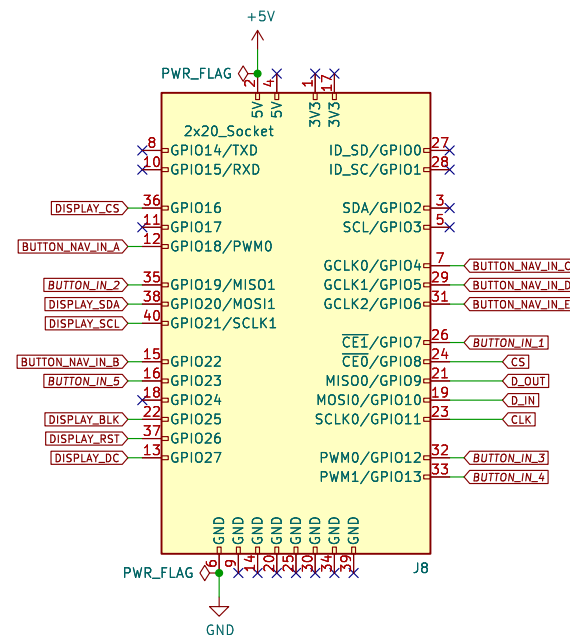 +5V
PWR_FLAG
2 4 1 17
5V 5V 3V3 3V3
2x20_Socket
8 GPIO14/TXD ID_SD/GPIO0 27
10 GPIO15/RXD ID_SC/GPIO1 28
DISPLAY_CS 36 GPIO16 SDA/GPIO2 3
11 GPIO17 SCL/GPIO3 5
BUTTON_NAV_IN_A 12 GPIO18/PWM0
GCLK0/GPIO4 7 BUTTON_NAV_IN_C
BUTTON_IN_2 35 GPIO19/MISO1 GCLK1/GPIO5 29 BUTTON_NAV_IN_D
DISPLAY_SDA 38 GPIO20/MOSI1 GCLK2/GPIO6 31 BUTTON_NAV_IN_E
DISPLAY_SCL 40 GPIO21/SCLK1
CE1/GPIO7 26 BUTTON_IN_1
BUTTON_NAV_IN_B 15 GPIO22 CE0/GPIO8 24 CS
BUTTON_IN_5 16 GPIO23 MISO0/GPIO9 21 D_OUT
18 GPIO24 MOSI0/GPIO10 19 D_IN
DISPLAY_BLK 22 GPIO25 SCLK0/GPIO11 23 CLK
DISPLAY_RST 37 GPIO26
DISPLAY_DC 13 GPIO27 PWM0/GPIO12 32 BUTTON_IN_3
PWM1/GPIO13 33 BUTTON_IN_4
GND GND GND GND GND GND GND GND
6 9 14 20 25 30 34 39
J8
PWR_FLAG
GND